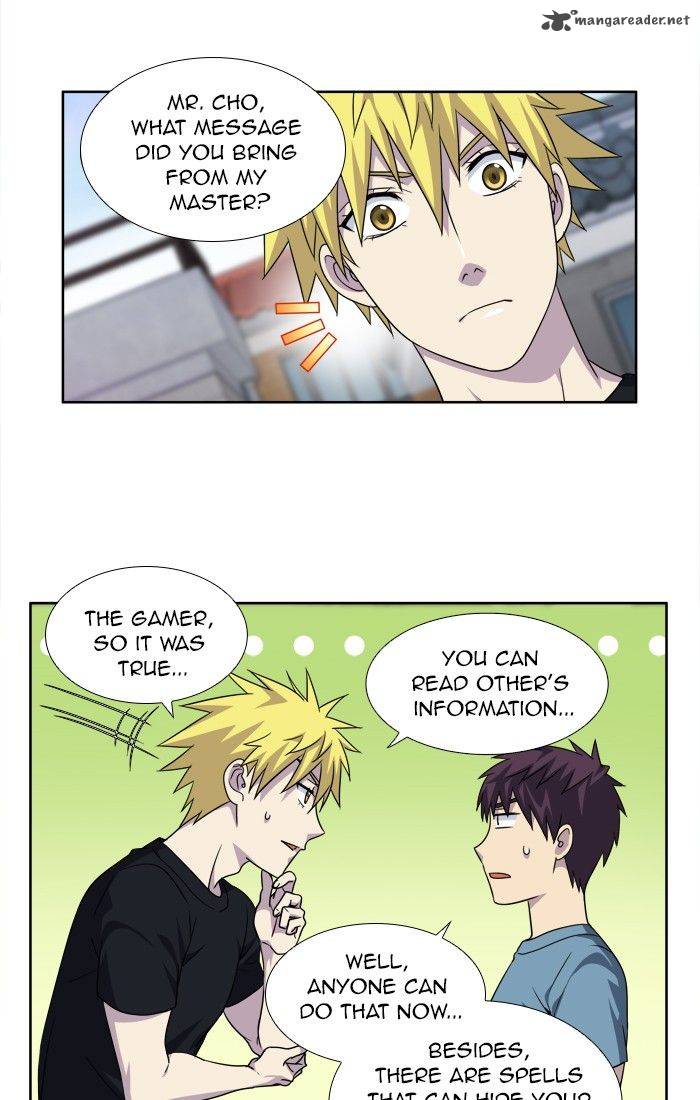 mangareader.net
MR. CHO,
WHAT MESSAGE
DID YOU BRING
FROM MY
MASTER?
THE GAMER,
SO IT WAS
TRUE...
YOU CAN
READ OTHER'S
INFORMATION...
WELL,
ANYONE CAN
DO THAT NOW...
BESIDES,
THERE ARE SPELLS
THAT CAN HIDE YOUR